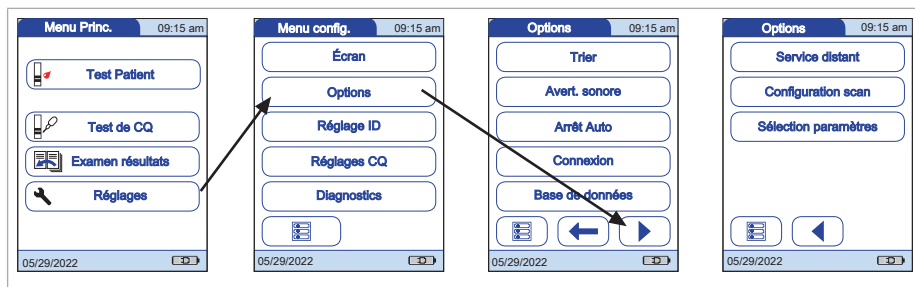 Menu Princ. 09:15 am
Test Patient
Test de CQ
Examen résultats
Réglages
05/29/2022
Menu config. 09:15 am
Écran
Options
Réglage ID
Réglages CQ
Diagnostics
05/29/2022
Options 09:15 am
Trier
Avert. sonore
Arrêt Auto
Connexion
Base de données
05/29/2022
Options 09:15 am
Service distant
Configuration scan
Sélection paramètres
05/29/2022